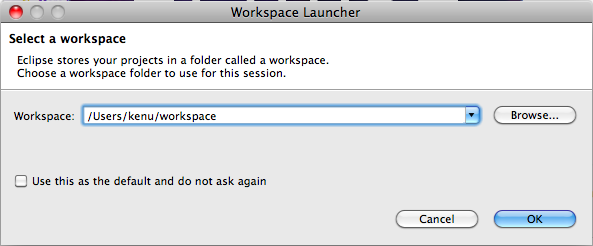 Workspace Launcher
Select a workspace
Eclipse stores your projects in a folder called a workspace.
Choose a workspace folder to use for this session.
Workspace: /Users/kenu/workspace Browse...
Use this as the default and do not ask again
Cancel OK